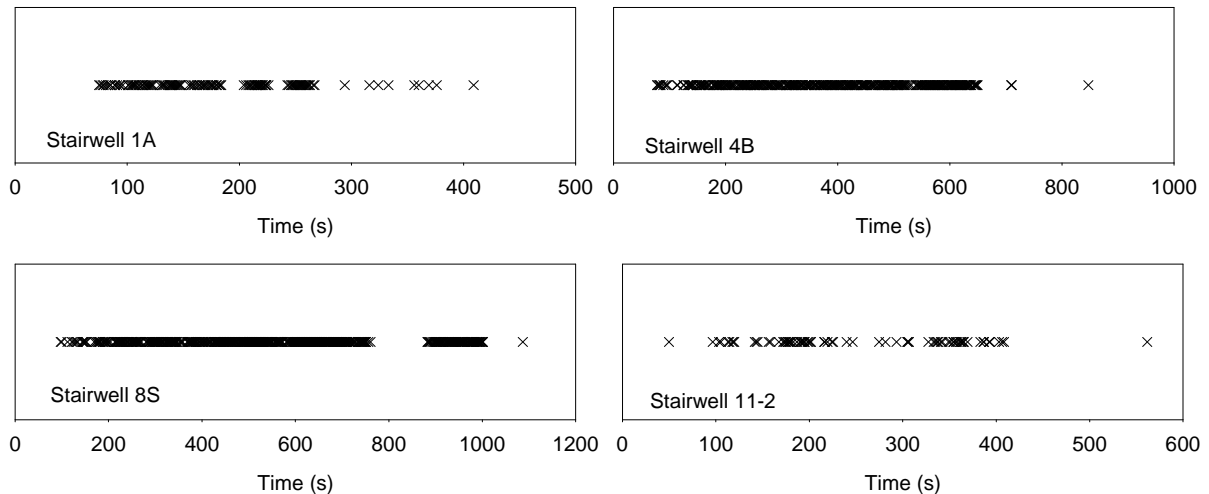 Stairwell 1A
0 100 200 300 400 500
Time (s)
Stairwell 4B
0 200 400 600 800 1000
Time (s)
Stairwell 8S
0 200 400 600 800 1000 1200
Time (s)
Stairwell 11-2
0 100 200 300 400 500 600
Time (s)